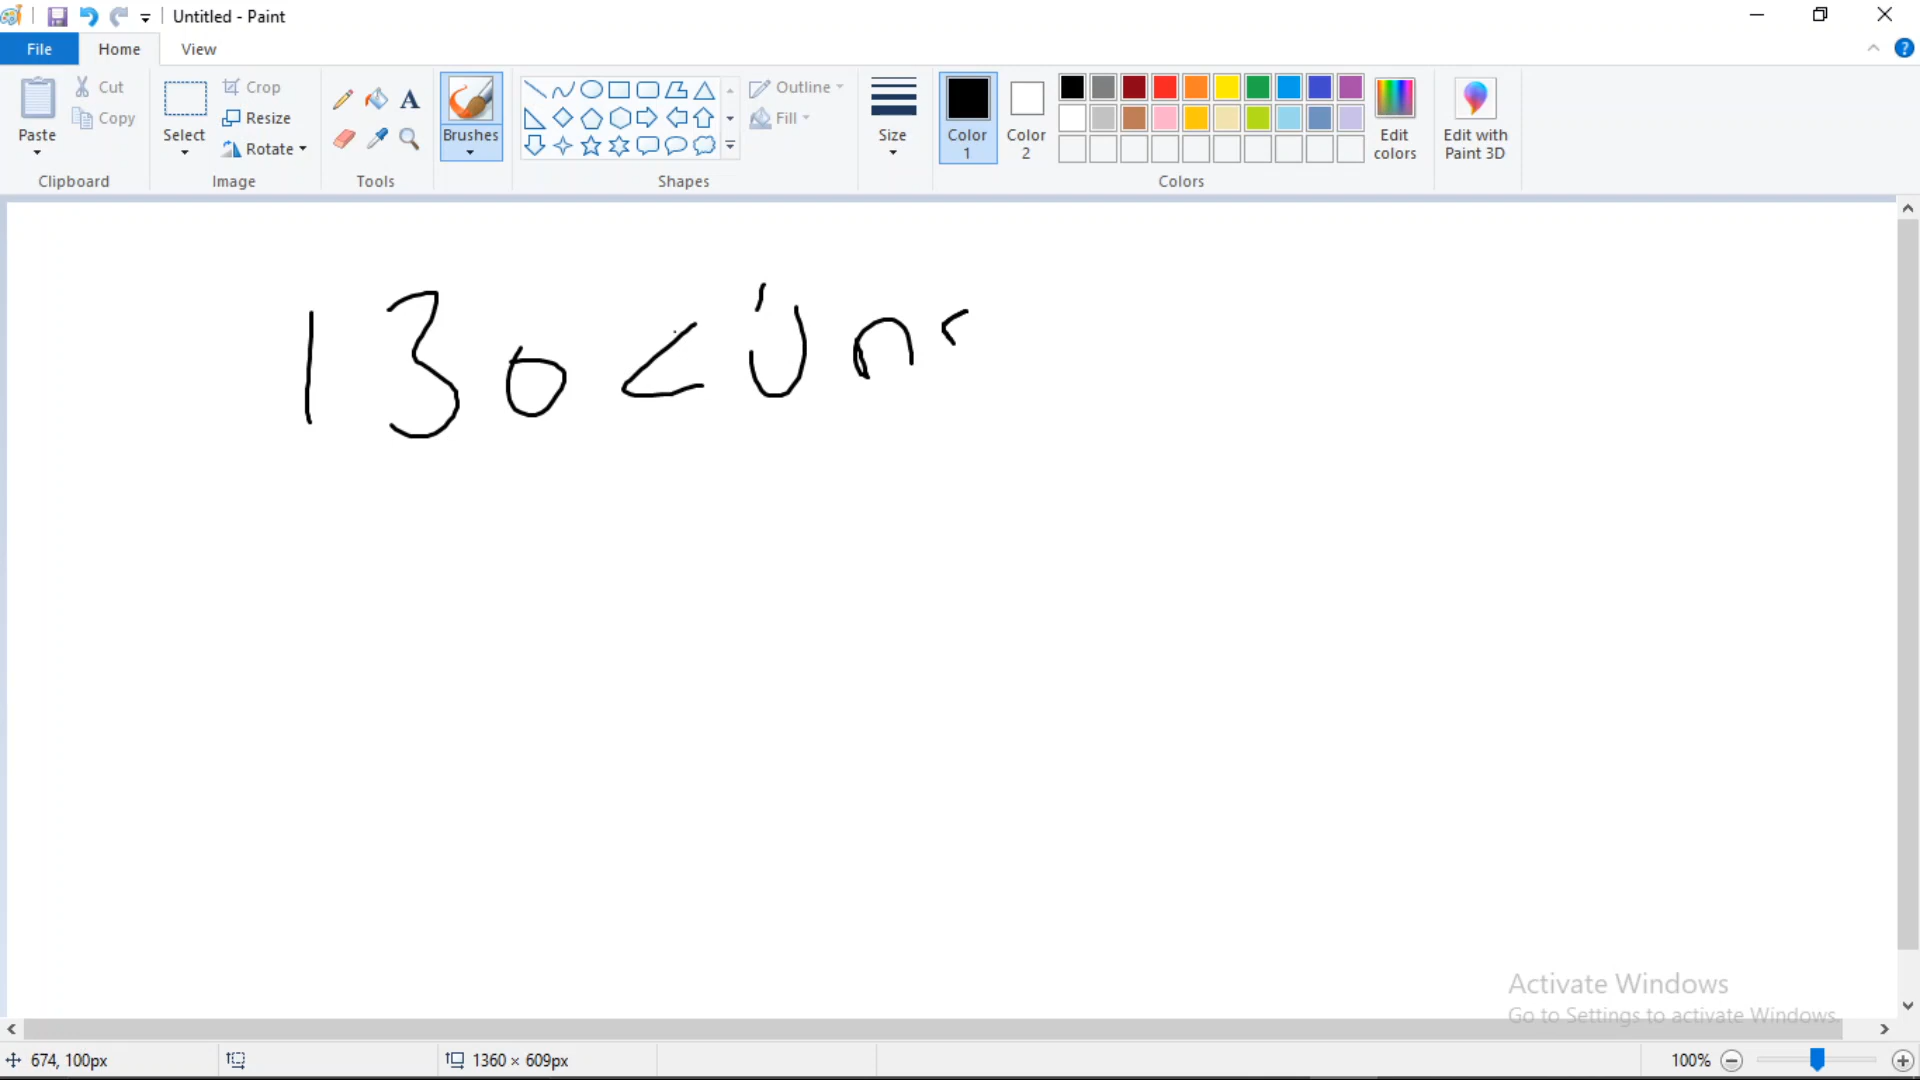 Untitled - Paint
File Home View
Paste
Cut
Copy
Clipboard
Select
Crop
Resize
Rotate
Image
Tools
Brushes
Shapes
Outline
Fill
Size
Color 1
Color 2
Edit colors
Colors
Edit with Paint 3D
130
Activate Windows
Go to Settings to activate Windows.
674, 100px
1360 × 609px
100%